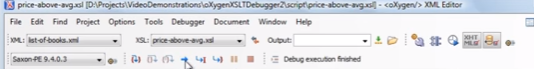 price-above-avg.xsl [D:\Projects\VideoDemonstrations\oXygenXSLTDebugger2\script\price-above-avg.xsl] - <oXygen/> XML Editor
File Edit Find Project Options Tools Document Window Help
XML: list-of-books.xml XSL: price-above-avg.xsl Output: XHT
Saxon-PE 9.4.0.3 Debug execution finished